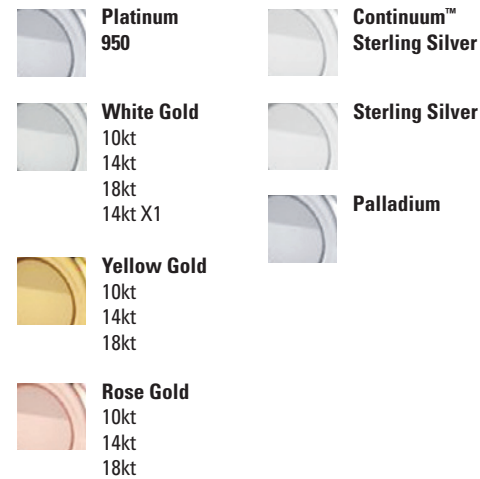 Platinum
950
White Gold
10kt
14kt
18kt
14kt X1
Yellow Gold
10kt
14kt
18kt
Rose Gold
10kt
14kt
18kt
Continuum™
Sterling Silver
Sterling Silver
Palladium